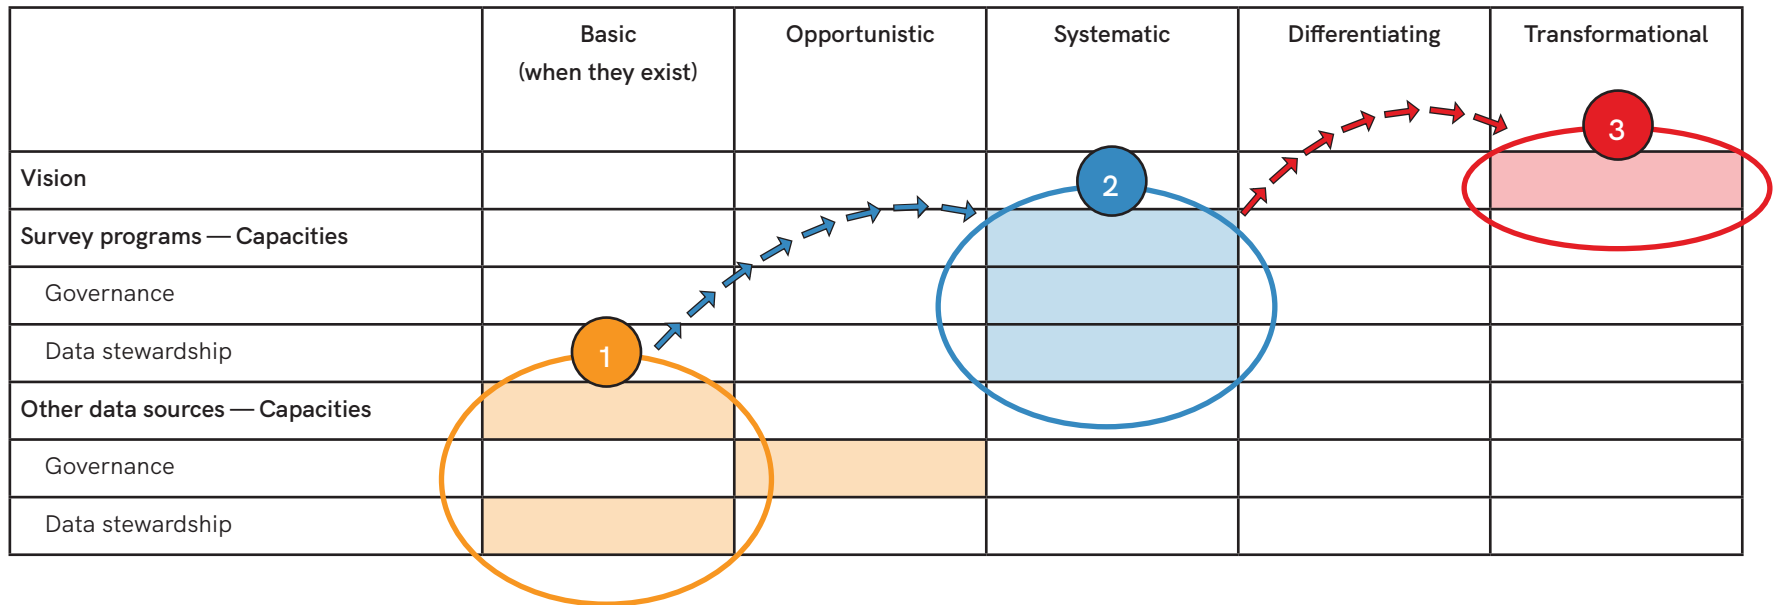 Basic
(when they exist)
Opportunistic
Systematic
Differentiating
Transformational
3
Vision
2
Survey programs — Capacities
Governance
Data stewardship
1
Other data sources — Capacities
Governance
Data stewardship